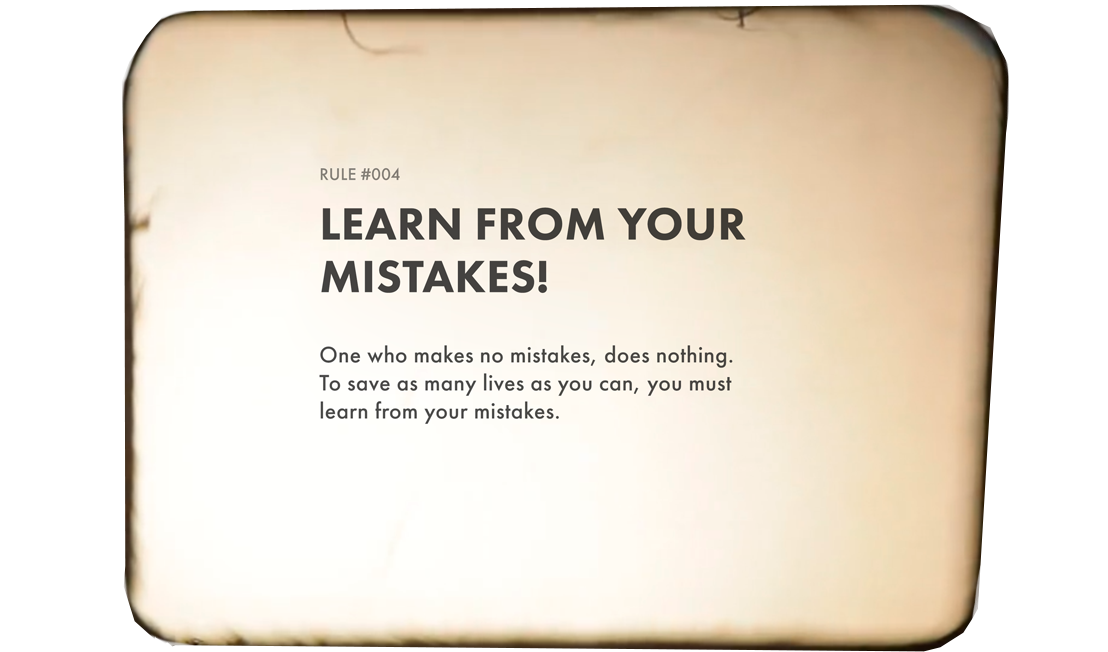 RULE #004
LEARN FROM YOUR
MISTAKES!
One who makes no mistakes, does nothing.
To save as many lives as you can, you must
learn from your mistakes.